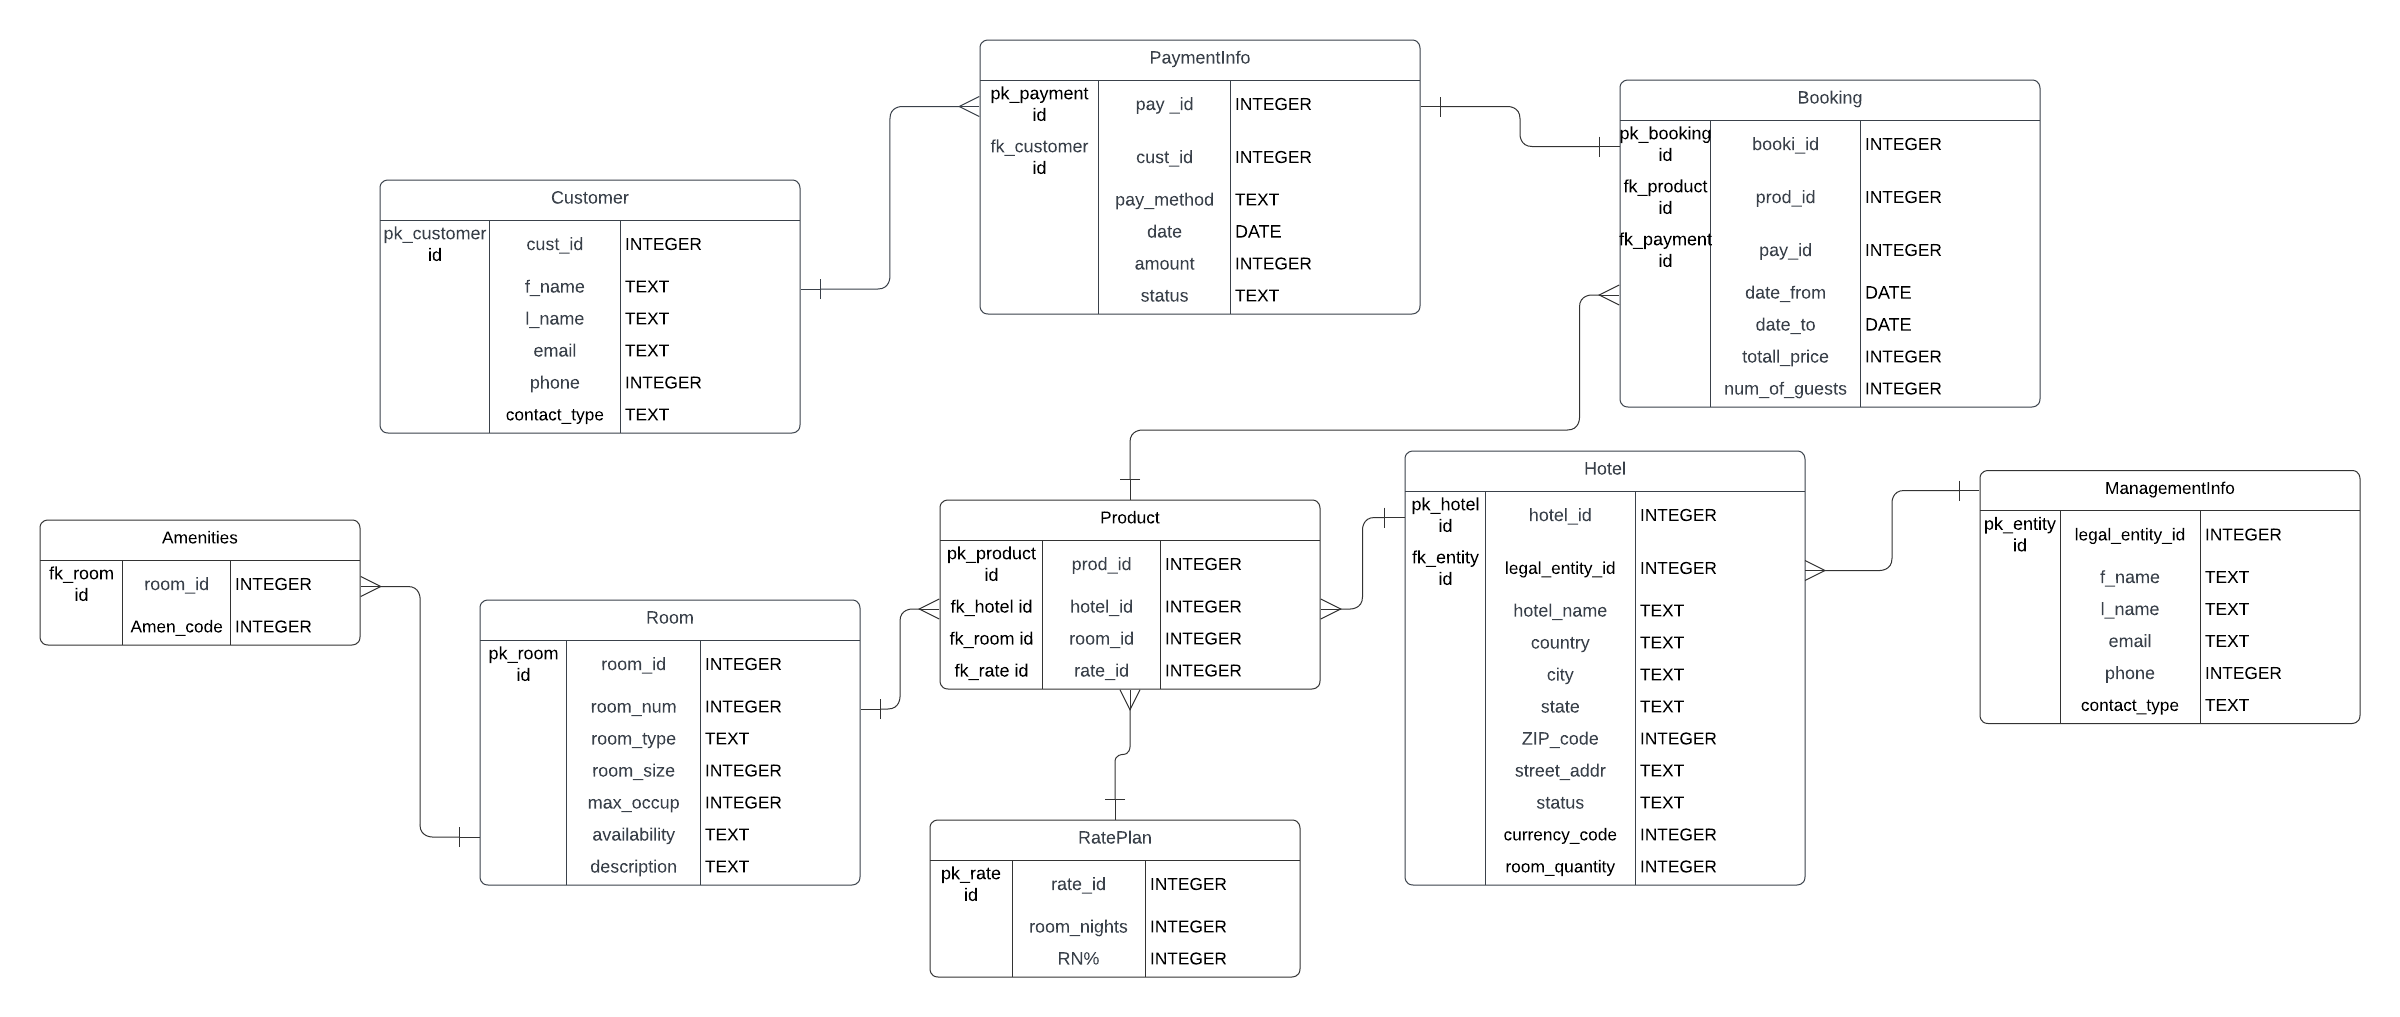 PaymentInfo
pk_payment
id
pay _id
INTEGER
fk_customer
id
cust_id
INTEGER
pay_method
TEXT
date
DATE
amount
INTEGER
status
TEXT
Booking
pk_booking
id
booki_id
INTEGER
fk_product
id
prod_id
INTEGER
fk_payment
id
pay_id
INTEGER
date_from
DATE
date_to
DATE
totall_price
INTEGER
num_of_guests
INTEGER
Customer
pk_customer
id
cust_id
INTEGER
f_name
TEXT
l_name
TEXT
email
TEXT
phone
INTEGER
contact_type
TEXT
Hotel
pk_hotel
id
hotel_id
INTEGER
fk_entity
id
legal_entity_id
INTEGER
hotel_name
TEXT
country
TEXT
city
TEXT
state
TEXT
ZIP_code
INTEGER
street_addr
TEXT
status
TEXT
currency_code
INTEGER
room_quantity
INTEGER
ManagementInfo
pk_entity
id
legal_entity_id
INTEGER
f_name
TEXT
l_name
TEXT
email
TEXT
phone
INTEGER
contact_type
TEXT
Product
pk_product
id
prod_id
INTEGER
fk_hotel id
hotel_id
INTEGER
fk_room id
room_id
INTEGER
fk_rate id
rate_id
INTEGER
Amenities
fk_room
id
room_id
INTEGER
Amen_code
INTEGER
Room
pk_room
id
room_id
INTEGER
room_num
INTEGER
room_type
TEXT
room_size
INTEGER
max_occup
INTEGER
availability
TEXT
description
TEXT
RatePlan
pk_rate
id
rate_id
INTEGER
room_nights
INTEGER
RN%
INTEGER